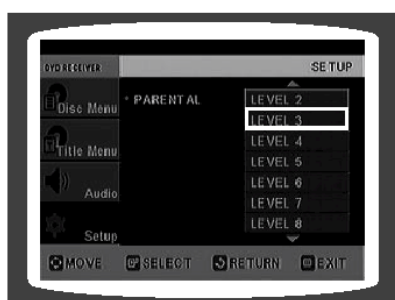 DVD RECEIVER
SETUP
Disc Menu
Title Menu
Audio
Setup
• PARENTAL
LEVEL 2
LEVEL 3
LEVEL 4
LEVEL 5
LEVEL 6
LEVEL 7
LEVEL 8
MOVE SELECT RETURN EXIT